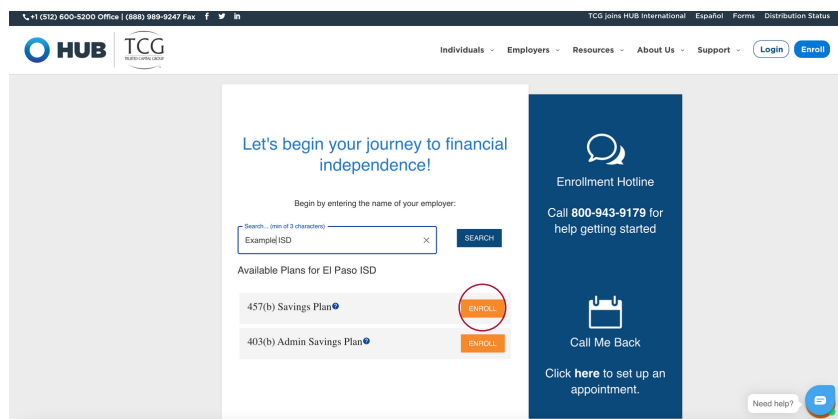 +1 (512) 600-5200 Office | (888) 989-9247 Fax
TCG joins HUB International Español Forms Distribution Status
HUB
TCG
TRUSTED CAPITAL GROUP
Individuals Employers Resources About Us Support Login Enroll
Let's begin your journey to financial
independence!
Begin by entering the name of your employer:
Search... (min of 3 characters)
Example ISD
SEARCH
Available Plans for El Paso ISD
457(b) Savings Plan
ENROLL
403(b) Admin Savings Plan
ENROLL
Enrollment Hotline
Call 800-943-9179 for
help getting started
Call Me Back
Click here to set up an
appointment.
Need help?